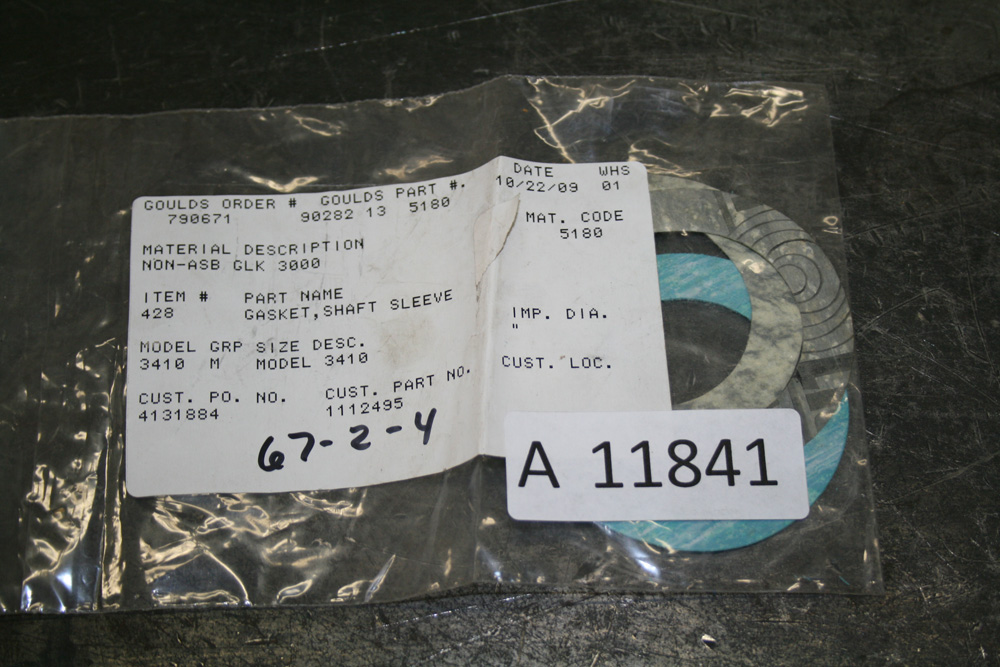 GOULDS ORDER # GOULDS PART #. DATE WHS
790671 90282 13 5180 10/22/09 01
MATERIAL DESCRIPTION MAT. CODE
NON-ASB GLK 3000 5180
ITEM # PART NAME
428 GASKET,SHAFT SLEEVE IMP. DIA.
"
MODEL GRP SIZE DESC.
3410 M MODEL 3410 CUST. LOC.
CUST. PO. NO. CUST. PART NO.
4131884 1112495
67-2-4
A 11841